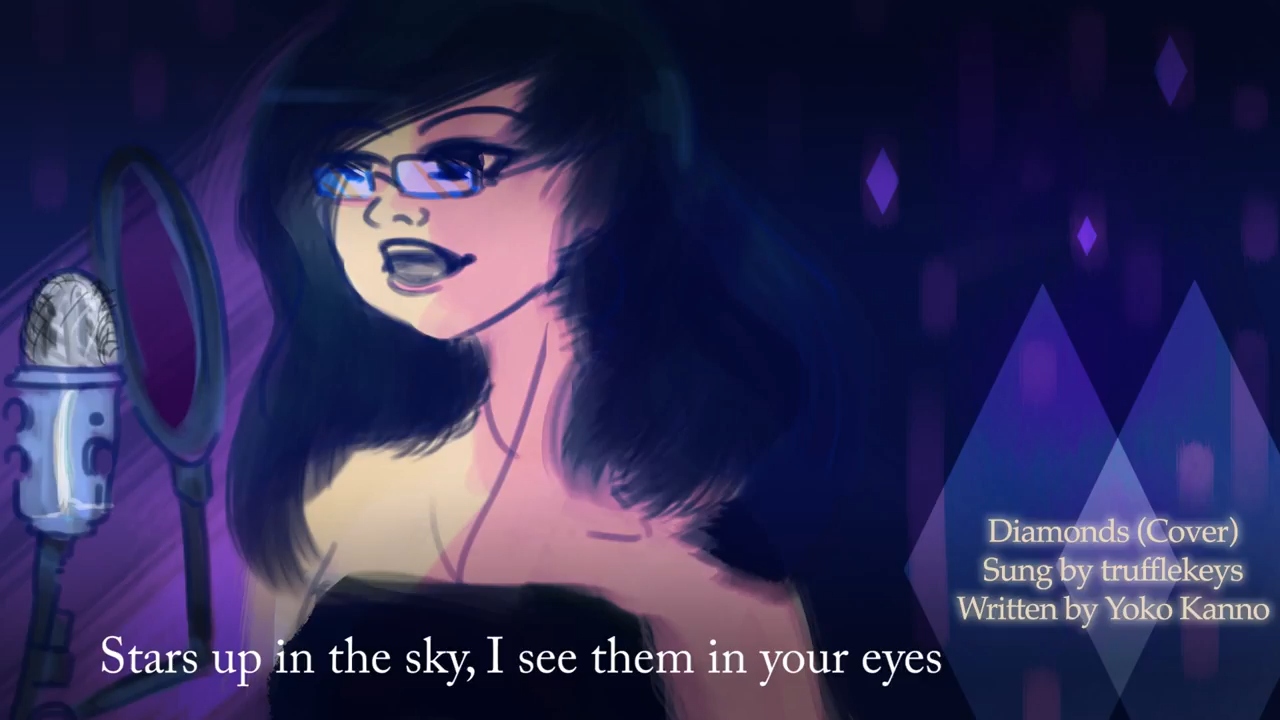 Diamonds (Cover)
Sung by trufflekeys
Written by Yoko Kanno
Stars up in the sky, I see them in your eyes